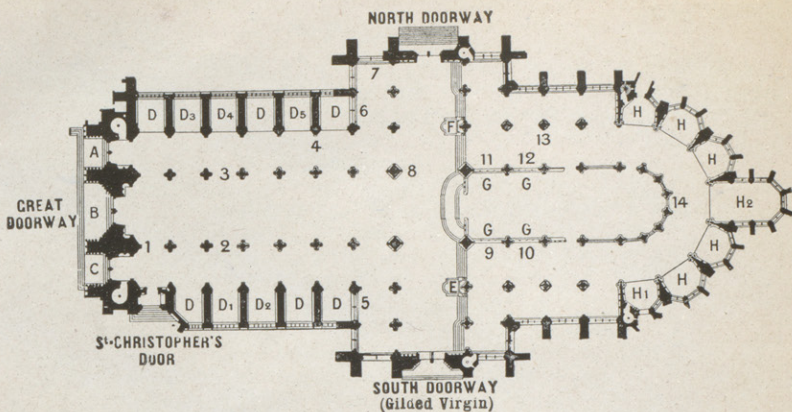 NORTH DOORWAY
7
D D3 D4 D D5 D
6
4
A
3
8
F
13
11 12
G G
H
H
H
GREAT
DOORWAY
B
H2
14
1
2
G G
9 10
C
E
H
H
H1
D D1 D2 D D
5
St. CHRISTOPHER'S
DOOR
SOUTH DOORWAY
(Gilded Virgin)